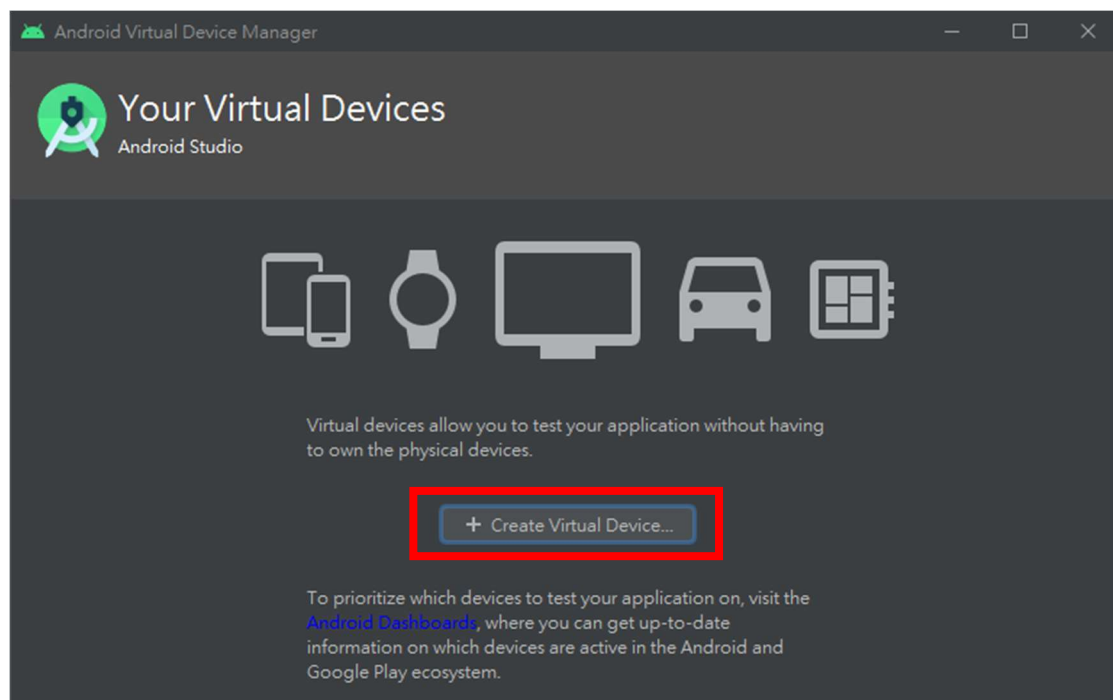 Android Virtual Device Manager
Your Virtual Devices
Android Studio
Virtual devices allow you to test your application without having
to own the physical devices.
+ Create Virtual Device...
To prioritize which devices to test your application on, visit the
Android Dashboards, where you can get up-to-date
information on which devices are active in the Android and
Google Play ecosystem.